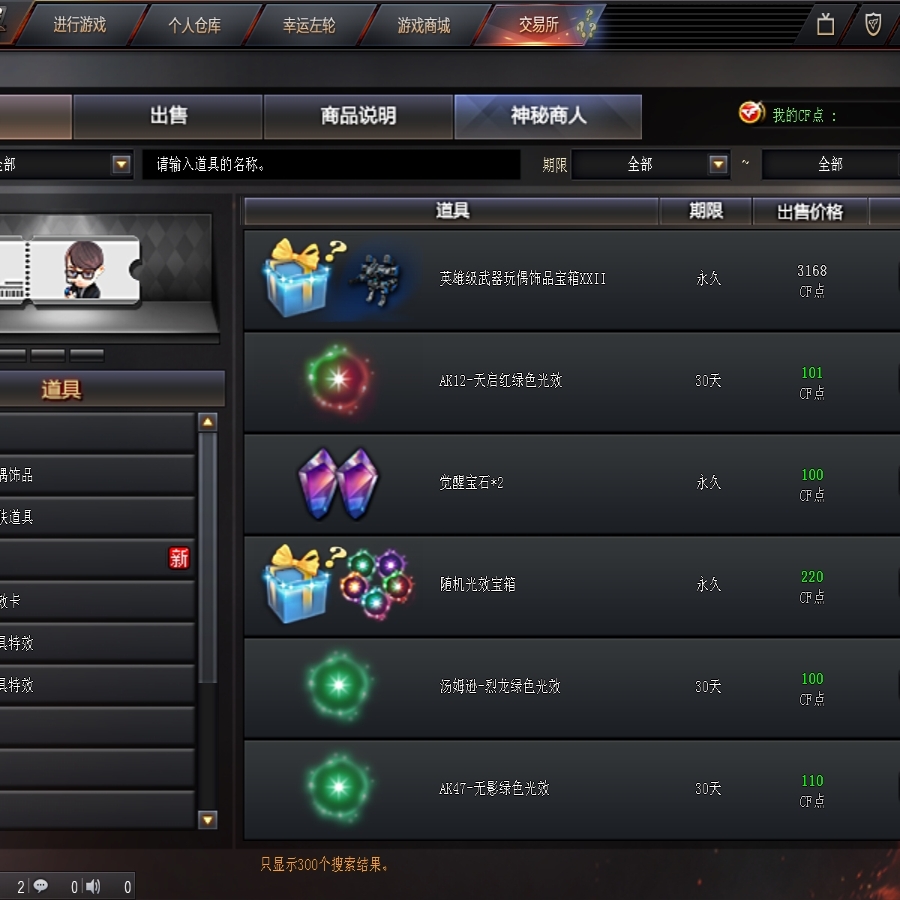 进行游戏
个人仓库
幸运左轮
游戏商城
交易所
出售
商品说明
神秘商人
我的CF点：
全部
请输入道具的名称。
期限
全部
~
全部
道具
期限
出售价格
英雄级武器玩偶饰品宝箱XXII
永久
3168
CF点
AK12-天启红绿色光效
30天
101
CF点
觉醒宝石*2
永久
100
CF点
随机光效宝箱
永久
220
CF点
汤姆逊-烈龙绿色光效
30天
100
CF点
AK47-无影绿色光效
30天
110
CF点
道具
偶饰品
肤道具
新
效卡
具特效
具特效
只显示300个搜索结果。
2
0
0